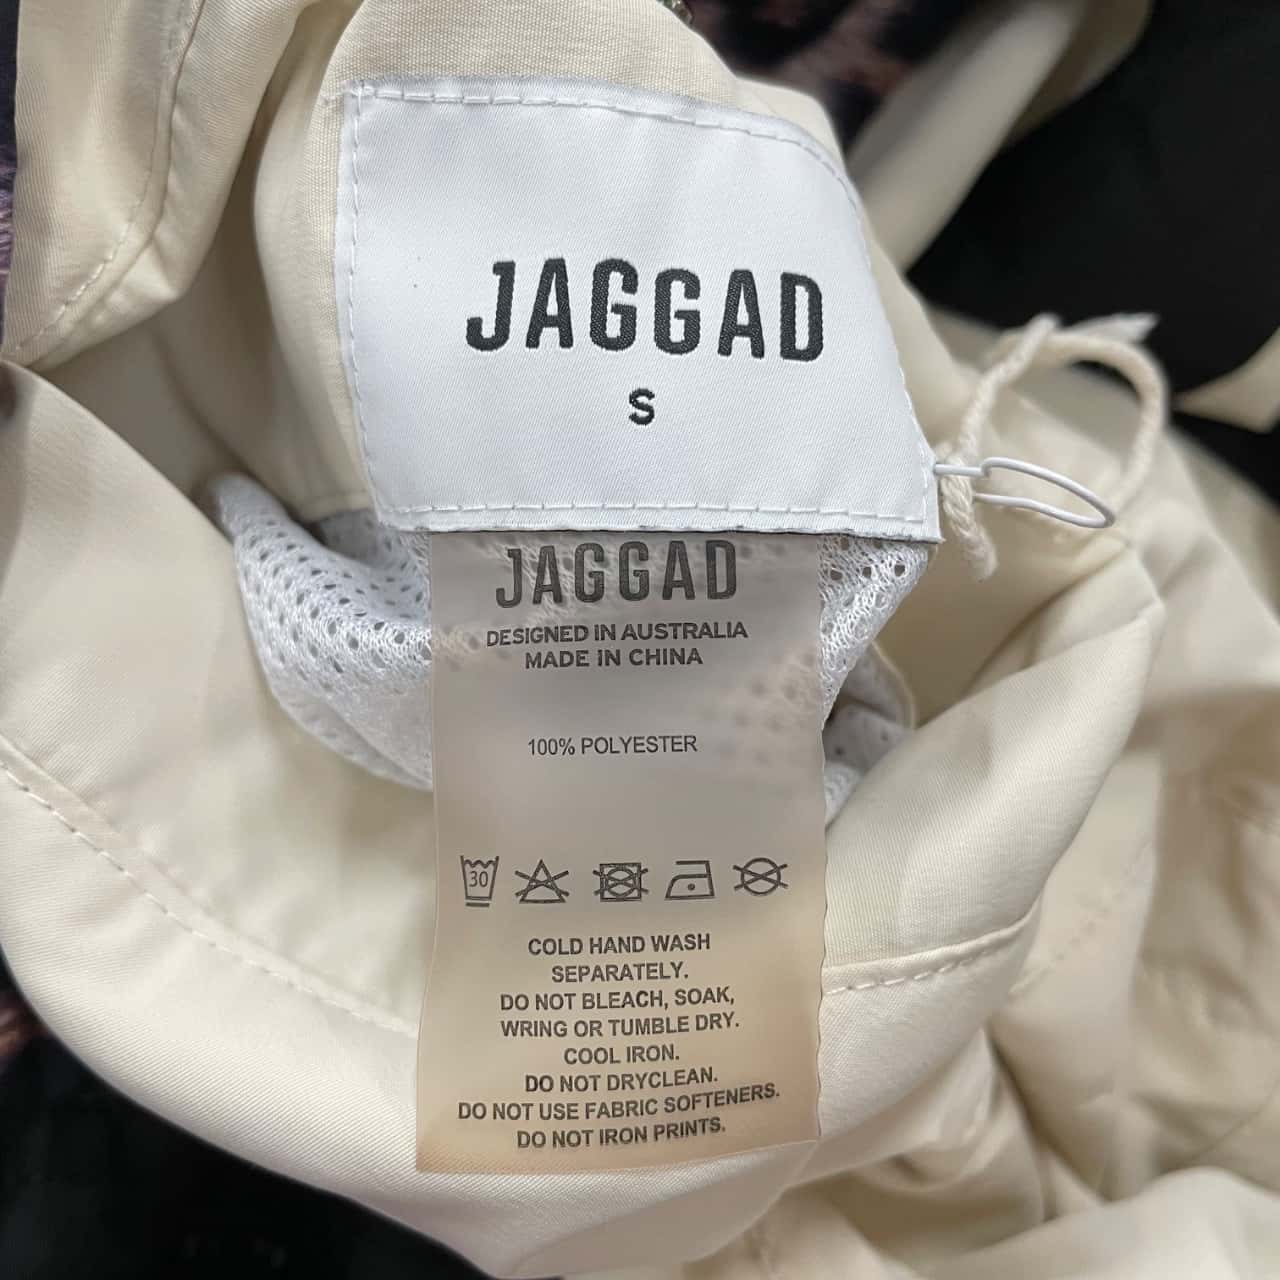 JAGGAD
S
JAGGAD
DESIGNED IN AUSTRALIA
MADE IN CHINA
100% POLYESTER
30
COLD HAND WASH
SEPARATELY.
DO NOT BLEACH, SOAK,
WRING OR TUMBLE DRY.
COOL IRON.
DO NOT DRYCLEAN.
DO NOT USE FABRIC SOFTENERS.
DO NOT IRON PRINTS.